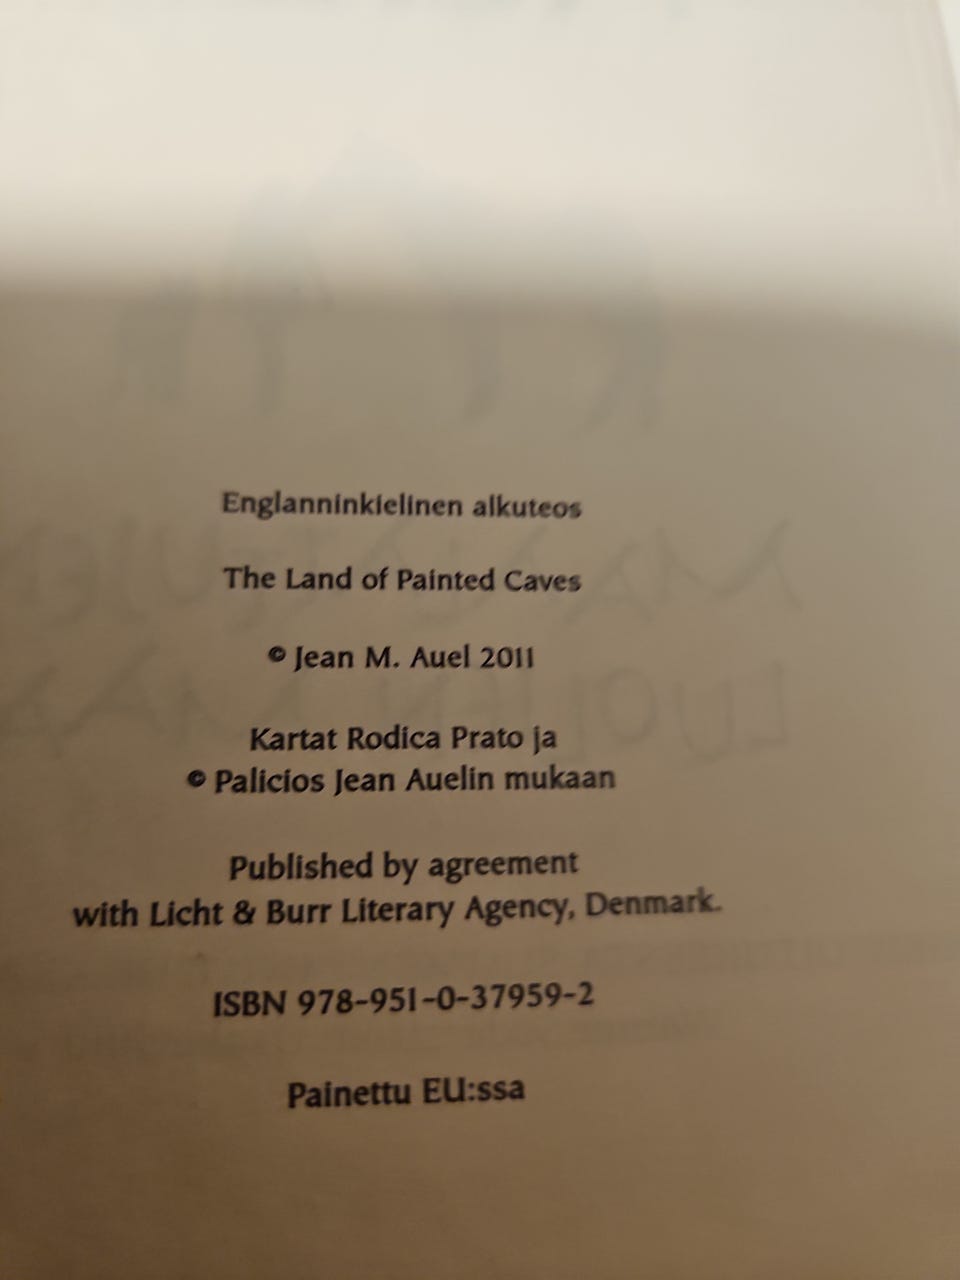 Englanninkielinen alkuteos
The Land of Painted Caves
© Jean M. Auel 2011
Kartat Rodica Prato ja
© Palicios Jean Auelin mukaan
Published by agreement
with Licht & Burr Literary Agency, Denmark.
ISBN 978-951-0-37959-2
Painettu EU:ssa